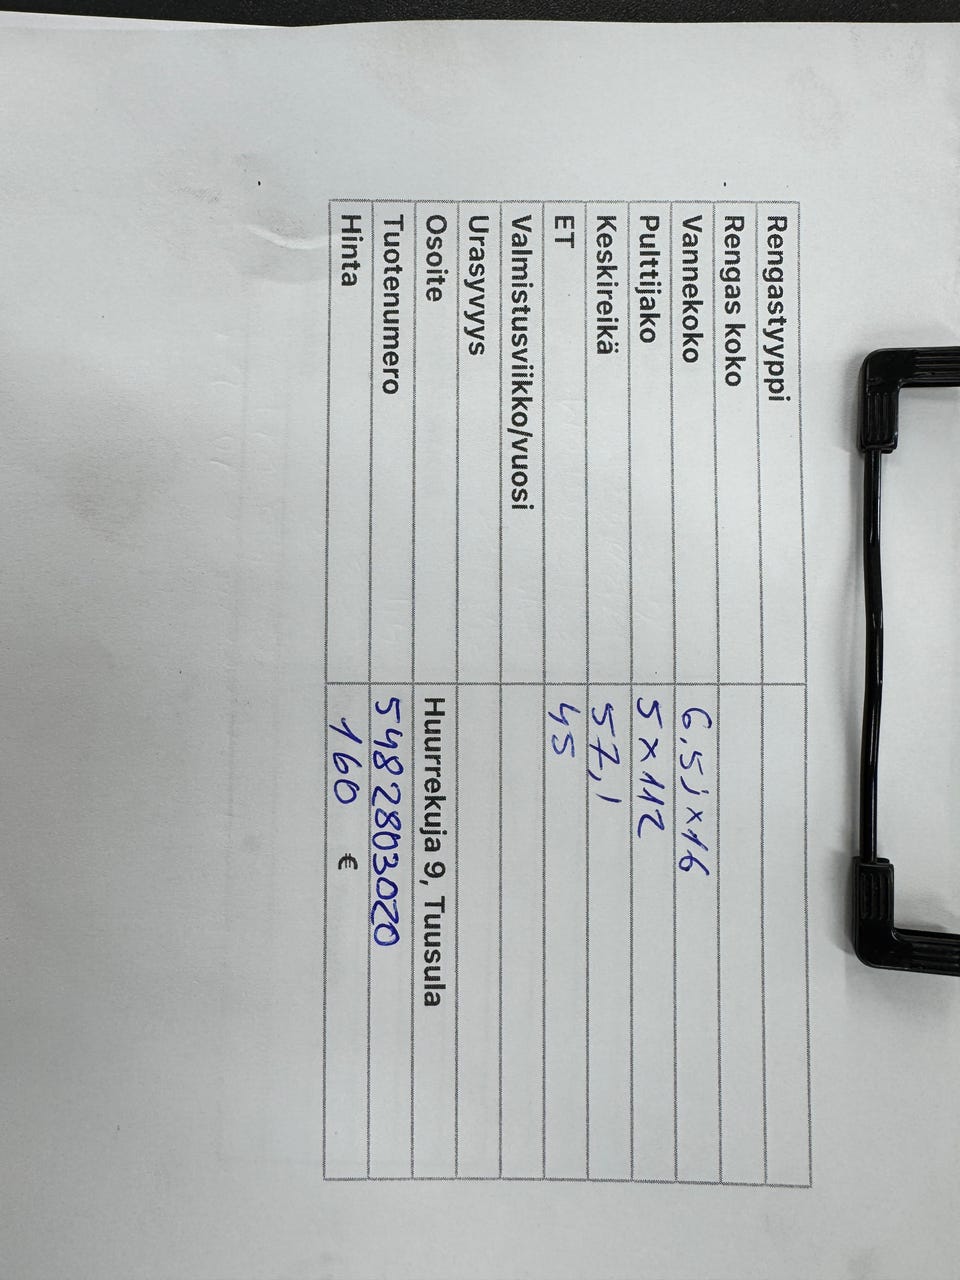 Rengastyyppi
Rengas koko
Vannekoko 6,5j x 16
Pulttijako 5 x 112
Keskireikä 57,1
ET 45
Valmistusviikko/vuosi
Urasyvyys
Osoite Huurrekuja 9, Tuusula
Tuotenumero 5482803020
Hinta 160 €